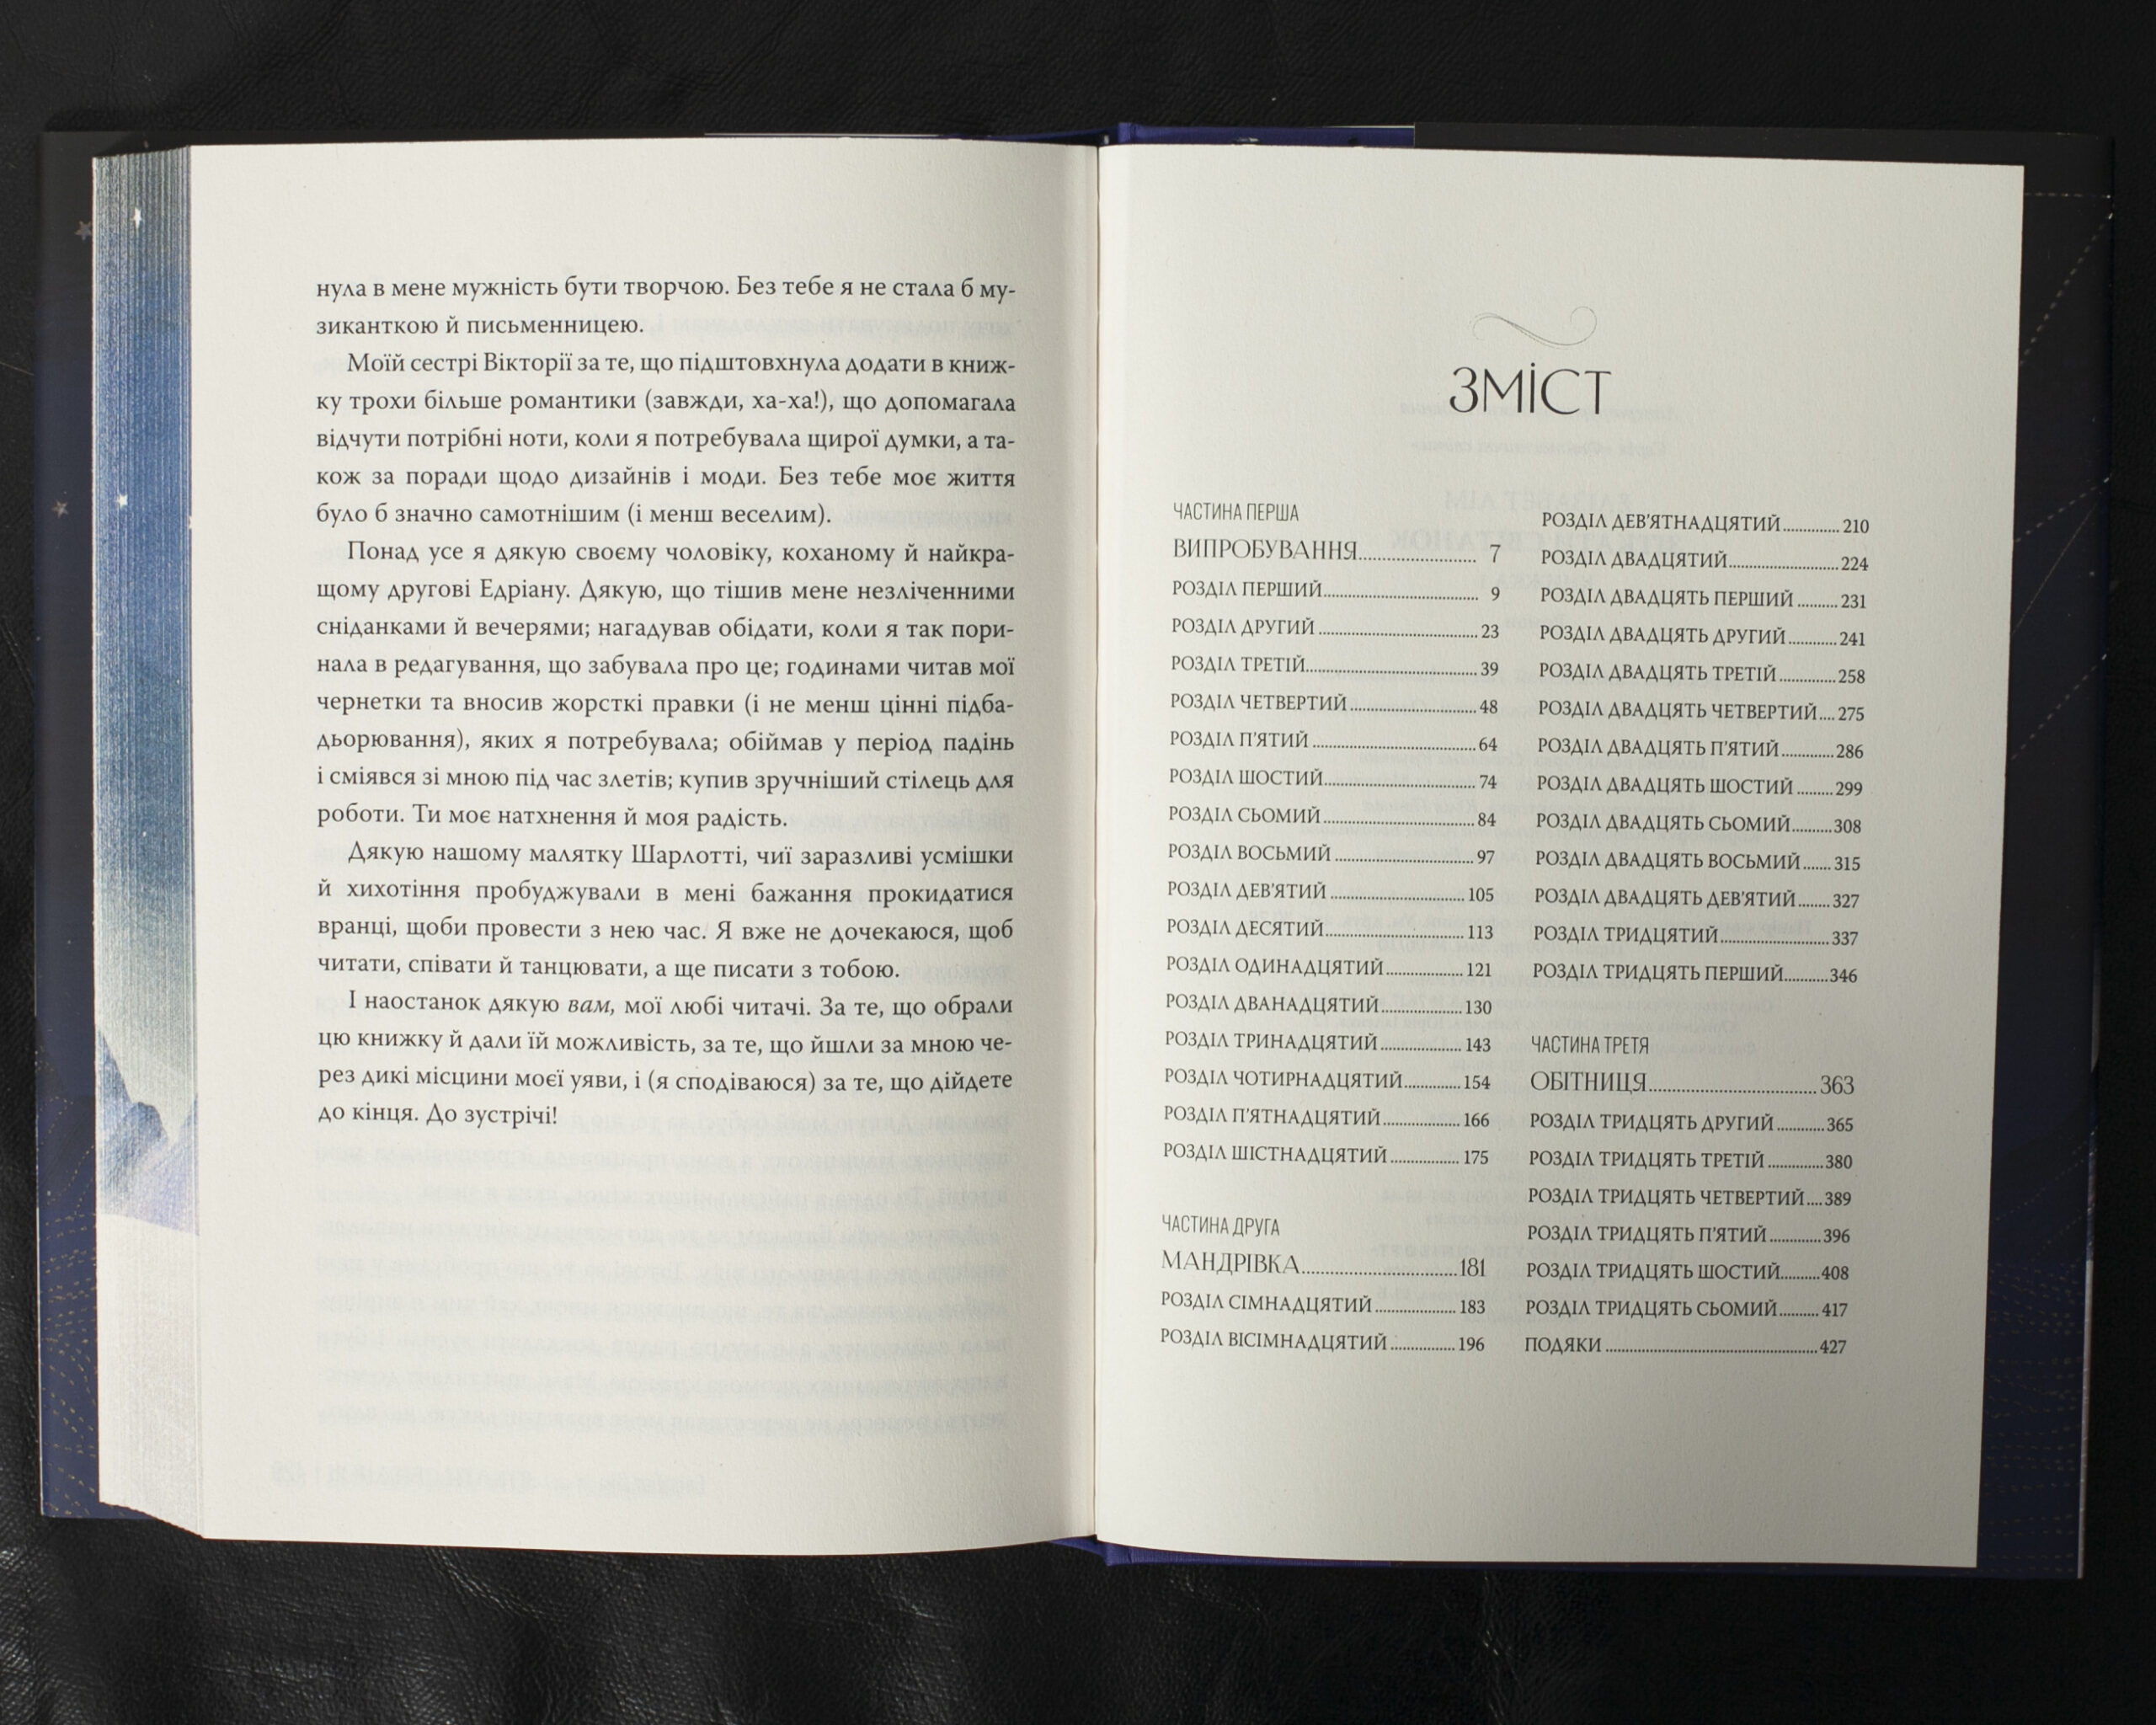 нула в мене мужність бути творчою. Без тебе я не стала б му-
зиканткою й письменницею.
Моїй сестрі Вікторії за те, що підштовхнула додати в книж-
ку трохи більше романтики (завжди, ха-ха!), що допомагала
відчути потрібні ноти, коли я потребувала щирої думки, а та-
кож за поради щодо дизайнів і моди. Без тебе моє життя
було б значно самотнішим (і менш веселим).
Понад усе я дякую своєму чоловіку, коханому й найкра-
щому другові Едріану. Дякую, що тішив мене незліченними
сніданками й вечерями; нагадував обідати, коли я так пори-
нала в редагування, що забувала про це; годинами читав мої
чернетки та вносив жорсткі правки (і не менш цінні підба-
дьорювання), яких я потребувала; обіймав у період падінь
і сміявся зі мною під час злетів; купив зручніший стілець для
роботи. Ти моє натхнення й моя радість.
Дякую нашому малятку Шарлотті, чиї заразливі усмішки
й хихотіння пробуджували в мені бажання прокидатися
вранці, щоби провести з нею час. Я вже не дочекаюся, щоб
читати, співати й танцювати, а ще писати з тобою.
І наостанок дякую вам, мої любі читачі. За те, що обрали
цю книжку й дали їй можливість, за те, що йшли за мною че-
рез дикі місцини моєї уяви, і (я сподіваюся) за те, що дійдете
до кінця. До зустрічі!
ЗМІСТ
ЧАСТИНА ПЕРША
ВИПРОБУВАННЯ.................... 7
РОЗДІЛ ПЕРШИЙ.................... 9
РОЗДІЛ ДРУГИЙ.................... 23
РОЗДІЛ ТРЕТІЙ.................... 39
РОЗДІЛ ЧЕТВЕРТИЙ.................... 48
РОЗДІЛ П'ЯТИЙ.................... 64
РОЗДІЛ ШОСТИЙ.................... 74
РОЗДІЛ СЬОМИЙ.................... 84
РОЗДІЛ ВОСЬМИЙ.................... 97
РОЗДІЛ ДЕВ'ЯТИЙ.................... 105
РОЗДІЛ ДЕСЯТИЙ.................... 113
РОЗДІЛ ОДИНАДЦЯТИЙ.................... 121
РОЗДІЛ ДВАНАДЦЯТИЙ.................... 130
РОЗДІЛ ТРИНАДЦЯТИЙ.................... 143
РОЗДІЛ ЧОТИРНАДЦЯТИЙ.............. 154
РОЗДІЛ П'ЯТНАДЦЯТИЙ.................... 166
РОЗДІЛ ШІСТНАДЦЯТИЙ.................. 175
ЧАСТИНА ДРУГА
МАНДРІВКА.................... 181
РОЗДІЛ СІМНАДЦЯТИЙ.................... 183
РОЗДІЛ ВІСІМНАДЦЯТИЙ................ 196
РОЗДІЛ ДЕВ'ЯТНАДЦЯТИЙ.............. 210
РОЗДІЛ ДВАДЦЯТИЙ.................... 224
РОЗДІЛ ДВАДЦЯТЬ ПЕРШИЙ.......... 231
РОЗДІЛ ДВАДЦЯТЬ ДРУГИЙ............ 241
РОЗДІЛ ДВАДЦЯТЬ ТРЕТІЙ.............. 258
РОЗДІЛ ДВАДЦЯТЬ ЧЕТВЕРТИЙ.... 275
РОЗДІЛ ДВАДЦЯТЬ П'ЯТИЙ.............. 286
РОЗДІЛ ДВАДЦЯТЬ ШОСТИЙ......... 299
РОЗДІЛ ДВАДЦЯТЬ СЬОМИЙ.......... 308
РОЗДІЛ ДВАДЦЯТЬ ВОСЬМИЙ....... 315
РОЗДІЛ ДВАДЦЯТЬ ДЕВ'ЯТИЙ........ 327
РОЗДІЛ ТРИДЦЯТИЙ.................... 337
РОЗДІЛ ТРИДЦЯТЬ ПЕРШИЙ........... 346
ЧАСТИНА ТРЕТЯ
ОБІТНИЦЯ.................... 363
РОЗДІЛ ТРИДЦЯТЬ ДРУГИЙ............ 365
РОЗДІЛ ТРИДЦЯТЬ ТРЕТІЙ.............. 380
РОЗДІЛ ТРИДЦЯТЬ ЧЕТВЕРТИЙ.... 389
РОЗДІЛ ТРИДЦЯТЬ П'ЯТИЙ............. 396
РОЗДІЛ ТРИДЦЯТЬ ШОСТИЙ.......... 408
РОЗДІЛ ТРИДЦЯТЬ СЬОМИЙ.......... 417
ПОДЯКИ.................... 427